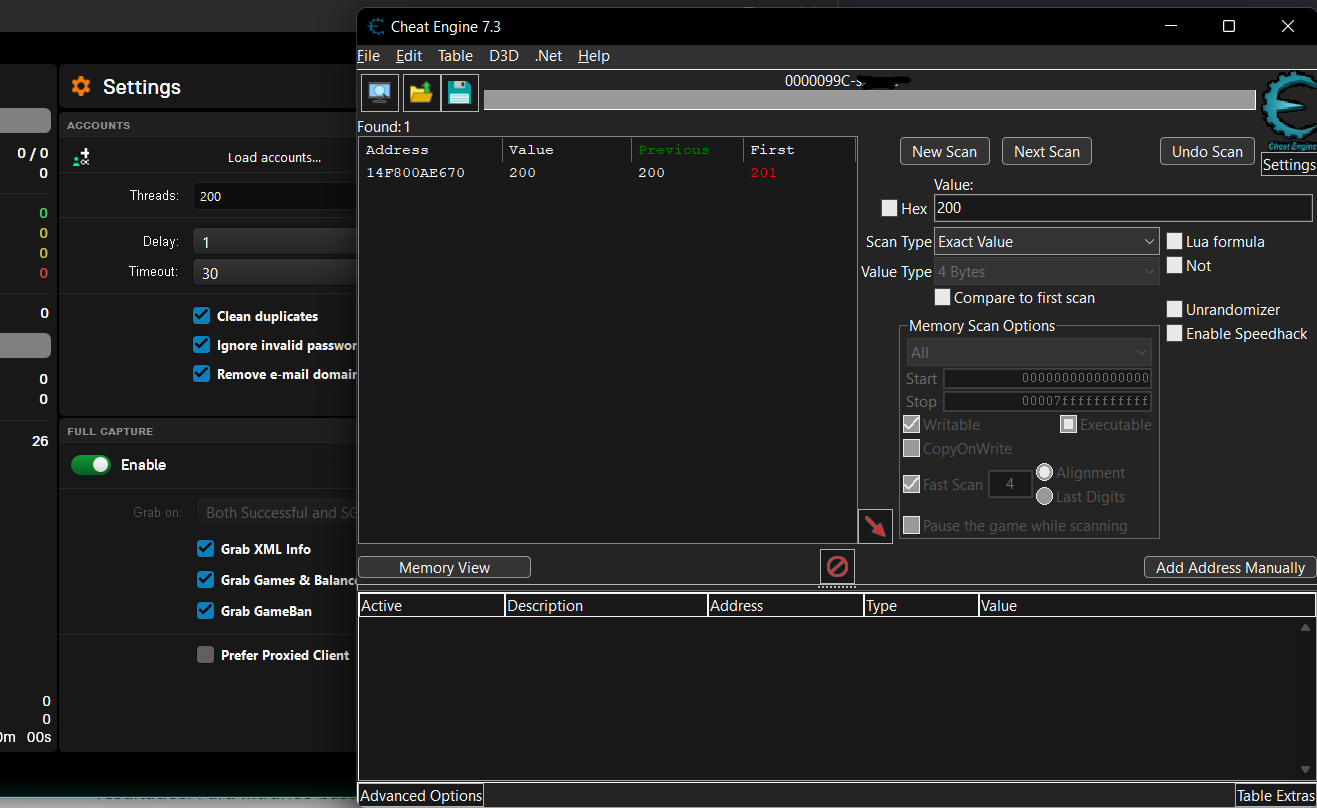 Settings
ACCOUNTS
0 / 0
Load accounts...
0
Threads: 200
0
0
Delay: 1
0
Timeout: 30
0
0
Clean duplicates
Ignore invalid passwor
Remove e-mail domain
0
0
FULL CAPTURE
26
Enable
Grab on: Both Successful and SG
Grab XML Info
Grab Games & Balance
Grab GameBan
Prefer Proxied Client
0
0
0m 00s
Cheat Engine 7.3
File Edit Table D3D .Net Help
0000099C-s
Cheat Engine
Settings
Found: 1
Address Value Previous First
14F800AE670 200 200 201
New Scan Next Scan Undo Scan
Value:
Hex 200
Scan Type Exact Value
Lua formula
Value Type 4 Bytes
Not
Compare to first scan
Unrandomizer
Enable Speedhack
Memory Scan Options
All
Start 0000000000000000
Stop 00007fffffffffff
Writable Executable
CopyOnWrite
Fast Scan 4 Alignment
Last Digits
Pause the game while scanning
Memory View
Add Address Manually
Active Description Address Type Value
Advanced Options
Table Extras